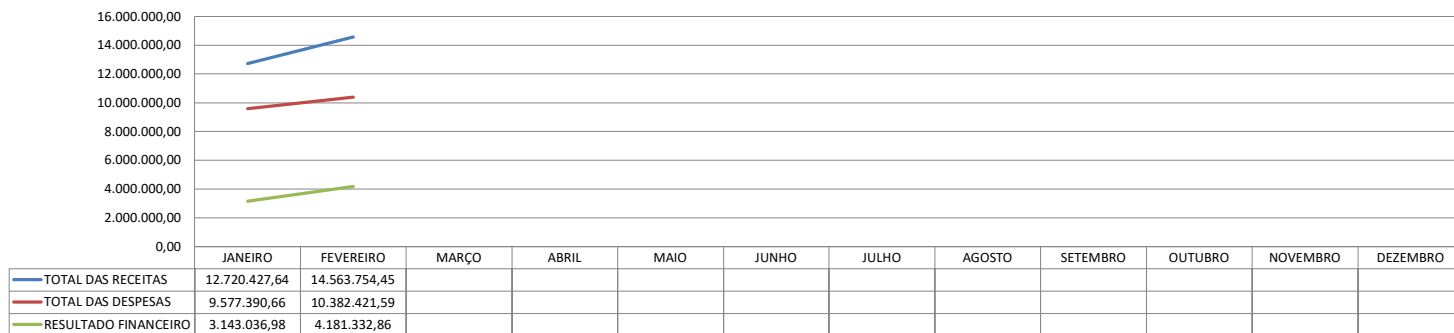 16.000.000,00
14.000.000,00
12.000.000,00
10.000.000,00
8.000.000,00
6.000.000,00
4.000.000,00
2.000.000,00
0,00
JANEIRO FEVEREIRO MARÇO ABRIL MAIO JUNHO JULHO AGOSTO SETEMBRO OUTUBRO NOVEMBRO DEZEMBRO
TOTAL DAS RECEITAS 12.720.427,64 14.563.754,45
TOTAL DAS DESPESAS 9.577.390,66 10.382.421,59
RESULTADO FINANCEIRO 3.143.036,98 4.181.332,86